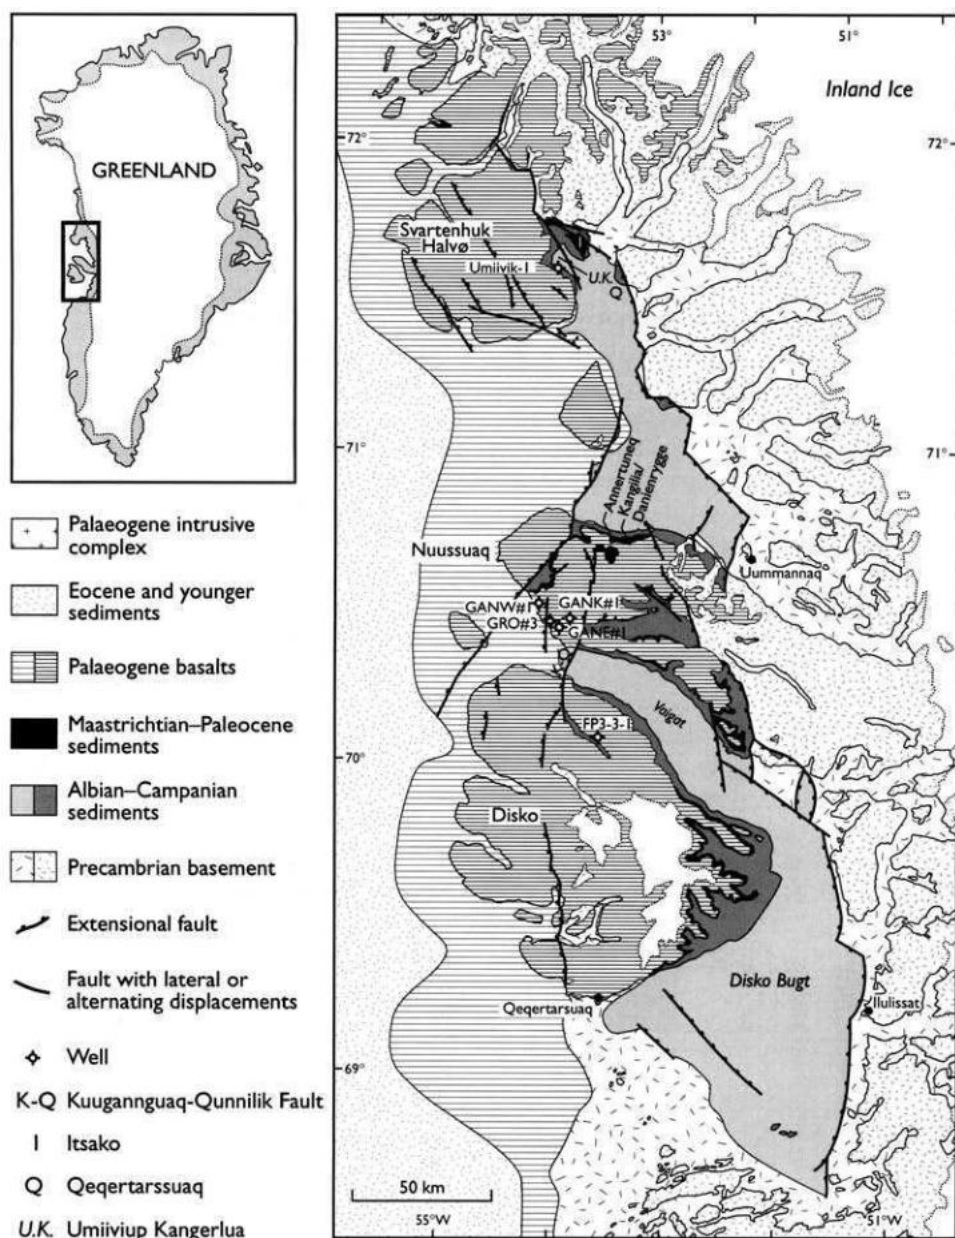 GREENLAND
Palaeogene intrusive
complex
Eocene and younger
sediments
Palaeogene basalts
Maastrichtian–Paleocene
sediments
Albian–Campanian
sediments
Precambrian basement
Extensional fault
Fault with lateral or
alternating displacements
Well
K-Q Kuugannguaq-Qunnilik Fault
I Itsako
Q Qeqertarssuaq
U.K. Umiiviup Kangerlua
53°
51°
Inland Ice
72°
72°
Svartenhuk
Halvø
Umiivik-1
U.K.
Q
71°
71°
Annertuneq
Kangilia/
Danienrygge
Nuussuaq
Uummannaq
GANW#1
GANK#1
GRO#3
GANE#1
Vaigat
FP3-3-1
70°
70°
Disko
Disko Bugt
Qeqertarsuaq
Ilulissat
69°
50 km
55°W
51°W